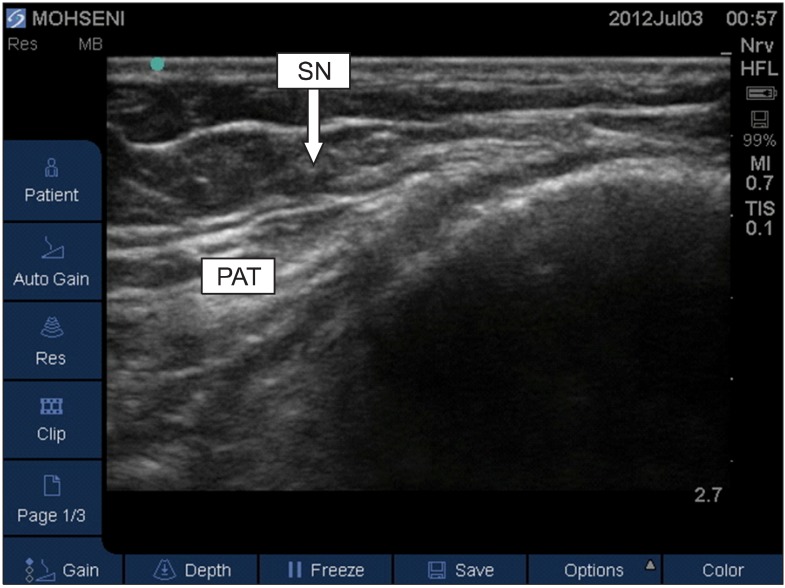 MOHSENI
2012Jul03 00:57
Res MB
Nrv
HFL
99%
MI
0.7
TIS
0.1
SN
PAT
2.7
Patient
Auto Gain
Res
Clip
Page 1/3
Gain
Depth
Freeze
Save
Options
Color